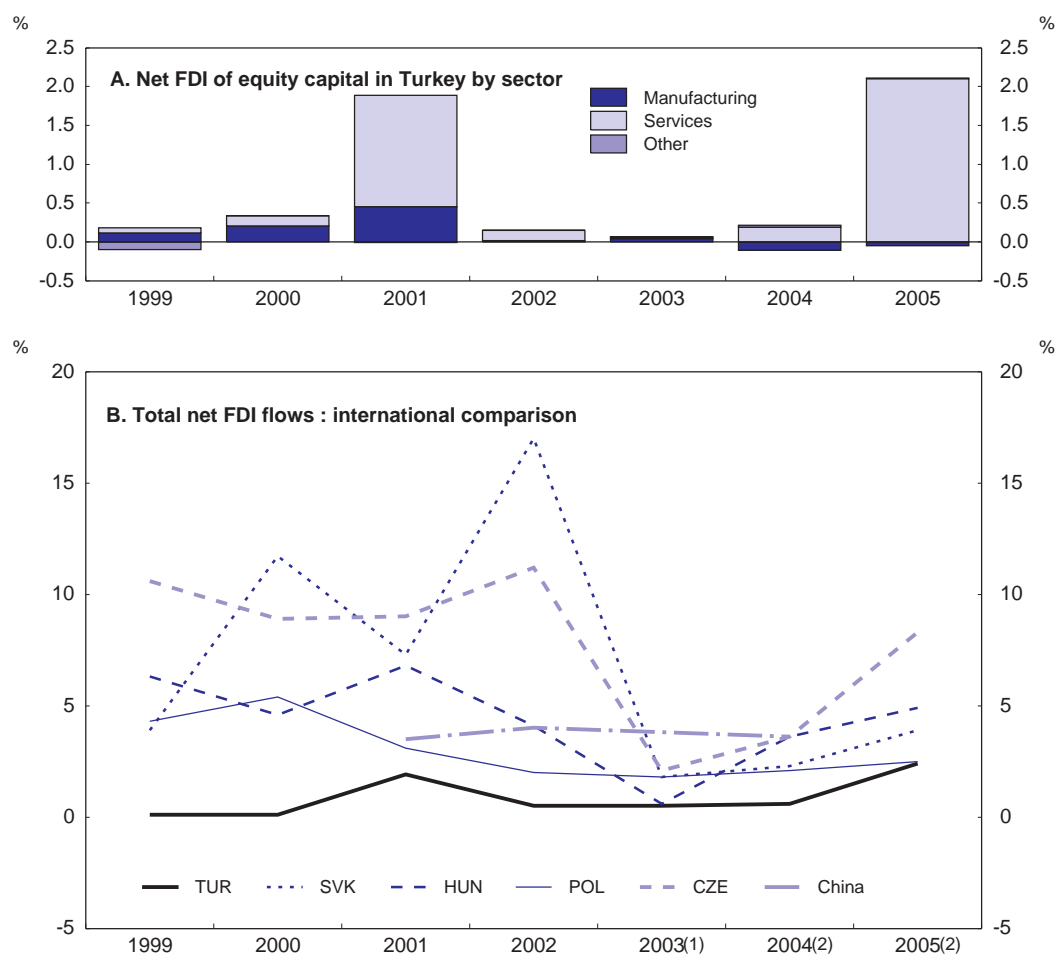 % %
2.5 2.5
A. Net FDI of equity capital in Turkey by sector
2.0 2.0
Manufacturing
Services
1.5 1.5
Other
1.0 1.0
0.5 0.5
0.0 0.0
-0.5 -0.5
1999 2000 2001 2002 2003 2004 2005
% %
20 20
B. Total net FDI flows : international comparison
15 15
10 10
5 5
0 0
TUR SVK HUN POL CZE China
-5 -5
1999 2000 2001 2002 2003(1) 2004(2) 2005(2)